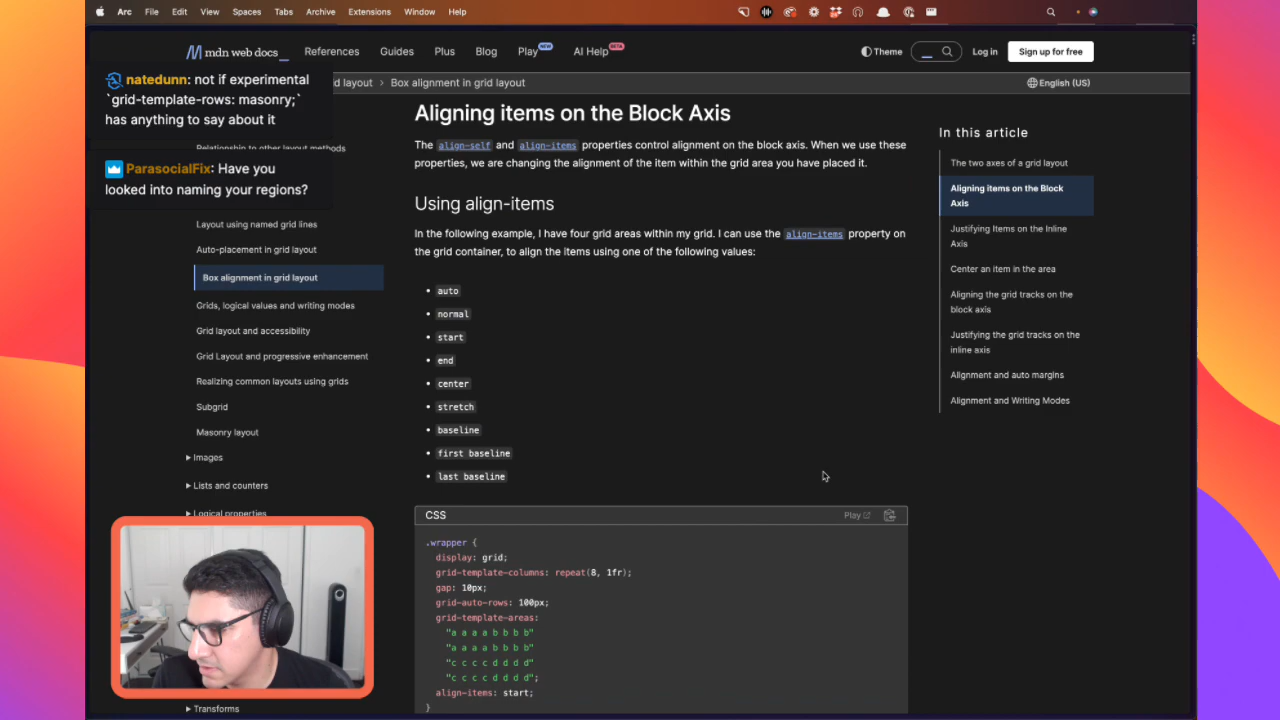 Arc File Edit View Spaces Tabs Archive Extensions Window Help
mdn web docs_ References Guides Plus Blog Play NEW AI Help BETA Theme Log in Sign up for free
d layout Box alignment in grid layout English (US)
natedunn: not if experimental
`grid-template-rows: masonry;`
has anything to say about it
Relationship to other layout methods
ParasocialFix: Have you
looked into naming your regions?
Layout using named grid lines
Auto-placement in grid layout
Box alignment in grid layout
Grids, logical values and writing modes
Grid layout and accessibility
Grid Layout and progressive enhancement
Realizing common layouts using grids
Subgrid
Masonry layout
Images
Lists and counters
Logical properties
Transforms
Aligning items on the Block Axis
The align-self and align-items properties control alignment on the block axis. When we use these
properties, we are changing the alignment of the item within the grid area you have placed it.
Using align-items
In the following example, I have four grid areas within my grid. I can use the align-items property on
the grid container, to align the items using one of the following values:
• auto
• normal
• start
• end
• center
• stretch
• baseline
• first baseline
• last baseline
CSS Play
.wrapper {
display: grid;
grid-template-columns: repeat(8, 1fr);
gap: 10px;
grid-auto-rows: 100px;
grid-template-areas:
"a a a a b b b b"
"a a a a b b b b"
"c c c c d d d d"
"c c c c d d d d";
align-items: start;
}
In this article
The two axes of a grid layout
Aligning items on the Block
Axis
Justifying Items on the Inline
Axis
Center an item in the area
Aligning the grid tracks on the
block axis
Justifying the grid tracks on the
inline axis
Alignment and auto margins
Alignment and Writing Modes